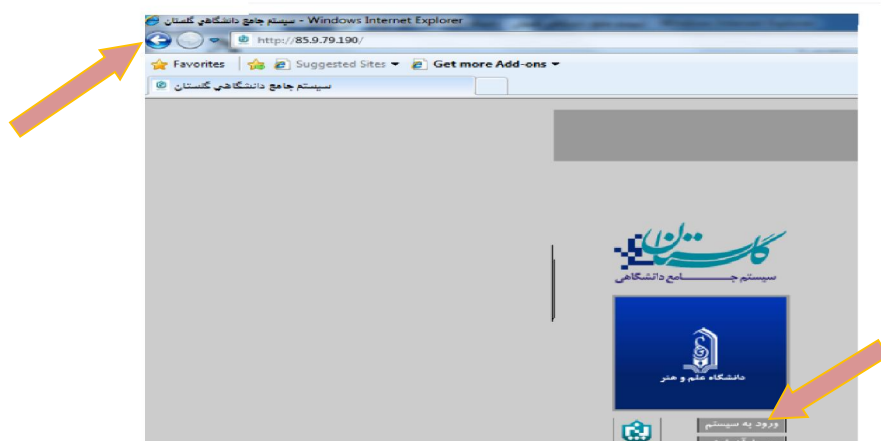 سیستم جامع دانشگاهی گلستان - Windows Internet Explorer
http://85.9.79.190/
Favorites Suggested Sites Get more Add-ons
سیستم جامع دانشگاهی گلستان
گلستان
سیستم جـــــــامع دانشگاهی
دانشگاه علم و هنر
ورود به سیستم